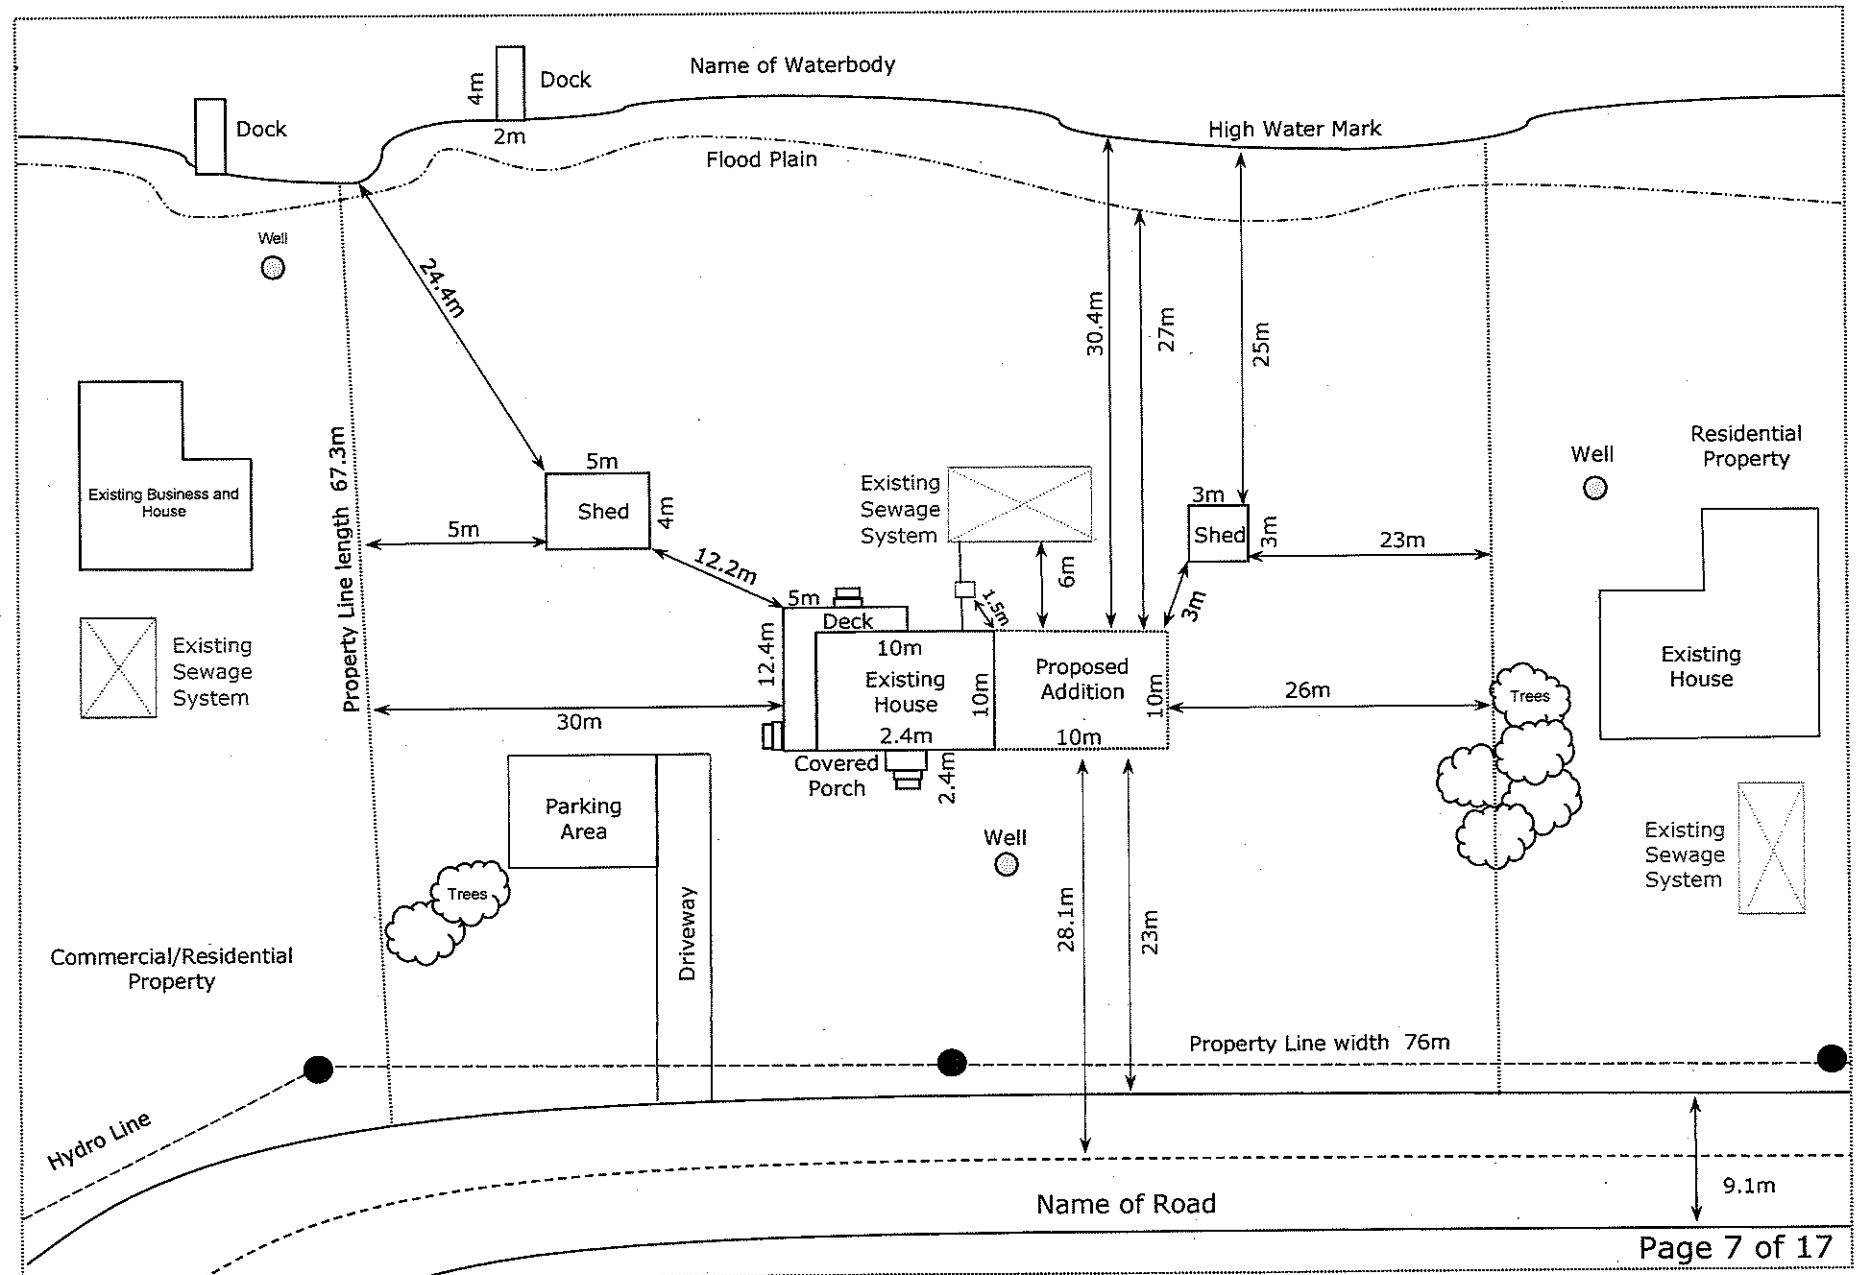 Name of Waterbody
4m
Dock
Dock
2m
High Water Mark
Flood Plain
Well
24.4m
30.4m
27m
25m
Property Line length 67.3m
Existing Business and
House
5m
Shed
4m
5m
12.2m
Existing
Sewage
System
6m
1.5m
3m
Shed
3m
23m
3m
Well
Residential
Property
Existing
House
Existing
Sewage
System
5m
Deck
12.4m
10m
Existing
House
10m
2.4m
Proposed
Addition
10m
10m
30m
26m
Trees
Covered
Porch
2.4m
Parking
Area
Well
Trees
Driveway
28.1m
23m
Existing
Sewage
System
Commercial/Residential
Property
Property Line width 76m
Hydro Line
Name of Road
9.1m
Page 7 of 17